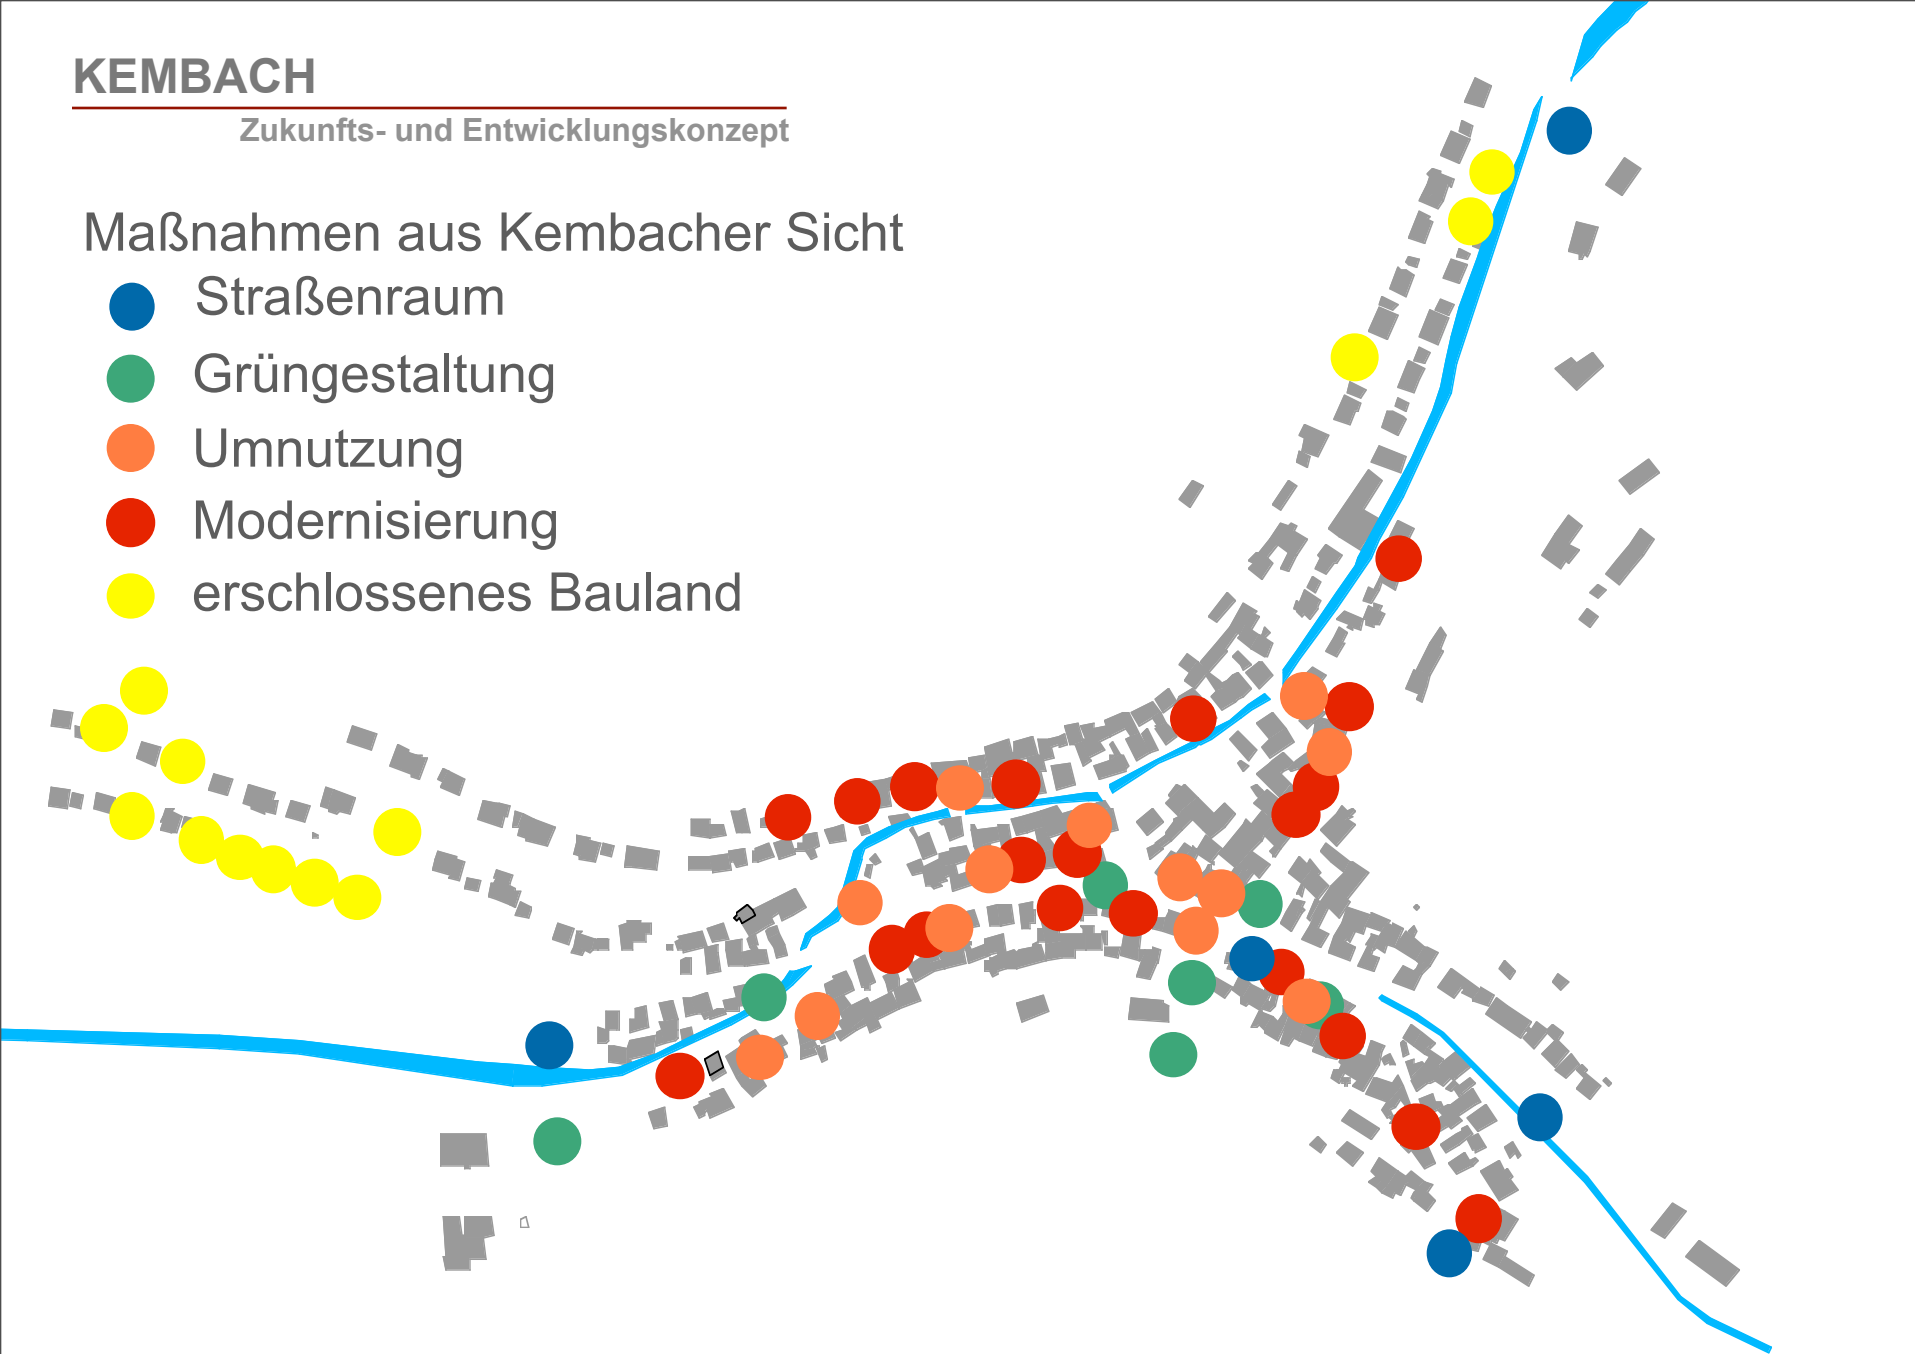 KEMBACH
Zukunfts- und Entwicklungskonzept
Maßnahmen aus Kembacher Sicht
Straßenraum
Grüngestaltung
Umnutzung
Modernisierung
erschlossenes Bauland